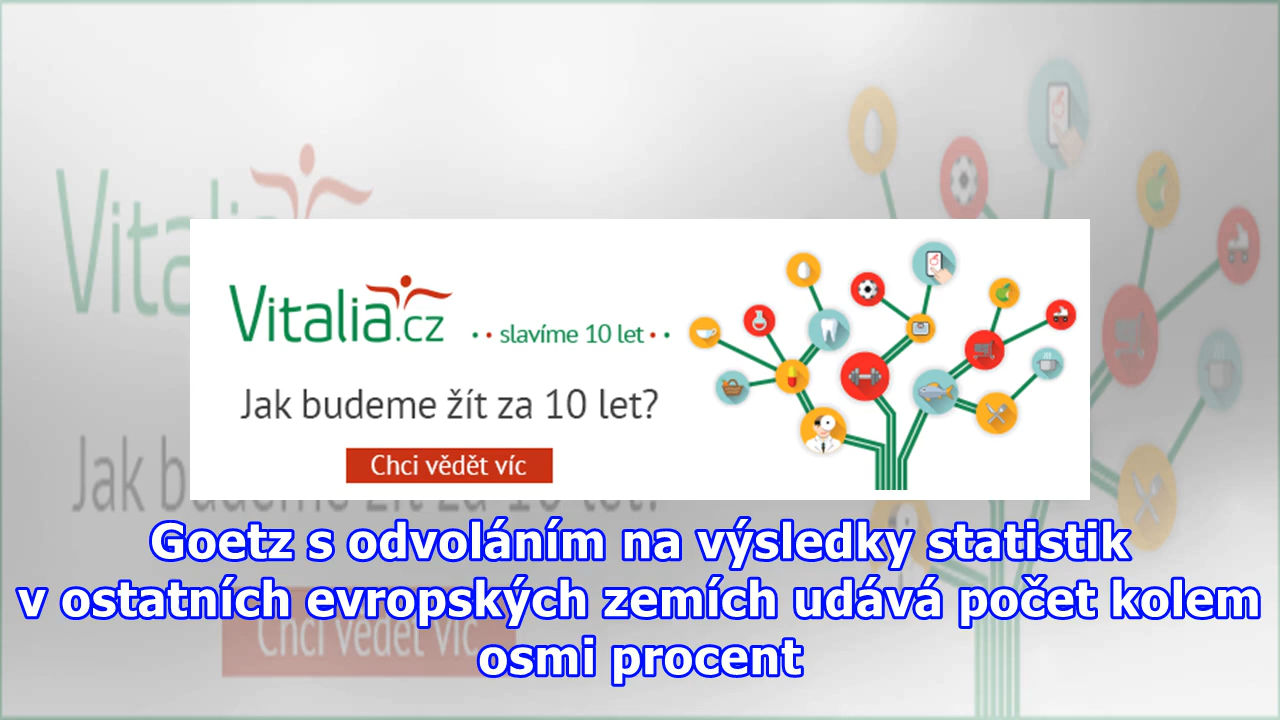 Vitalia.cz
slavíme 10 let
Jak budeme žít za 10 let?
Chci vědět víc
Goetz s odvoláním na výsledky statistik
v ostatních evropských zemích udává počet kolem
osmi procent